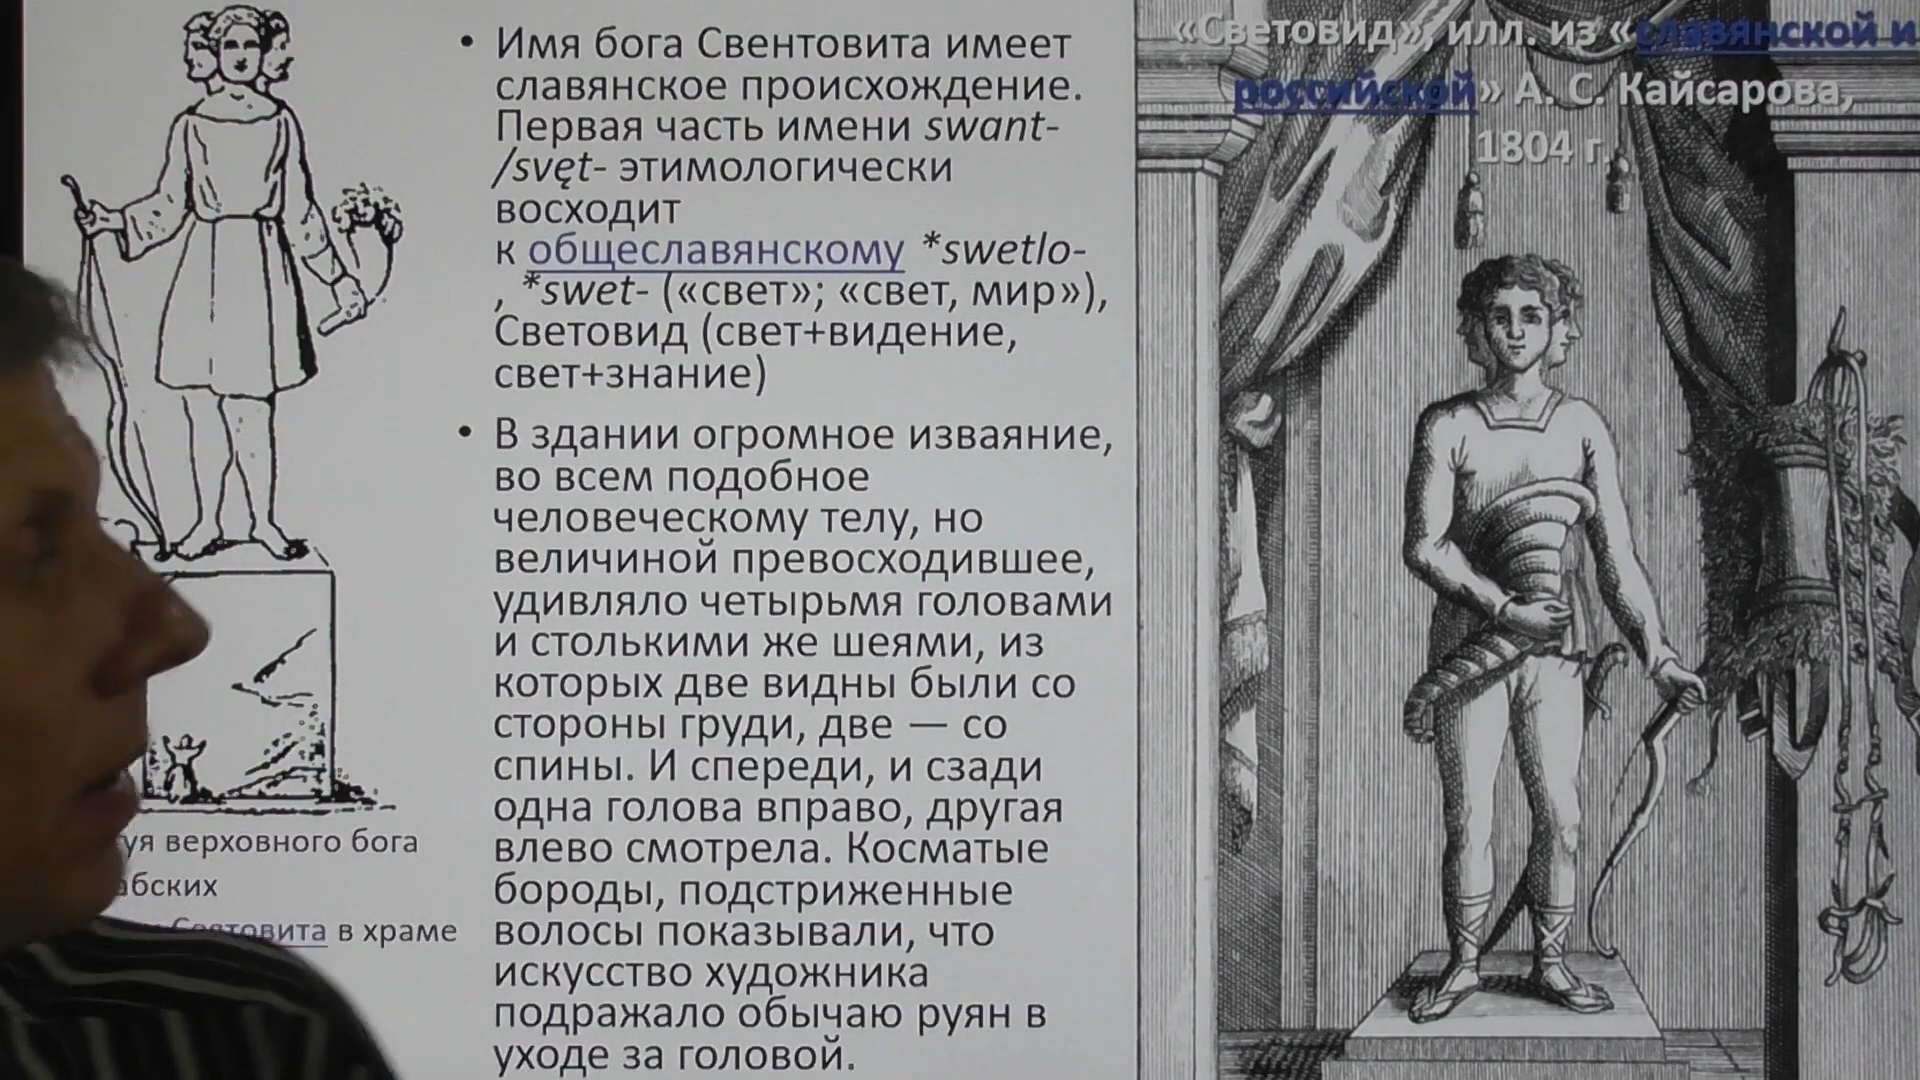 • Имя бога Свентовита имеет
славянское происхождение.
Первая часть имени swant-
/svęt- этимологически
восходит
к общеславянскому *swetlo-
, *swet- («свет»; «свет, мир»),
Световид (свет+видение,
свет+знание)
• В здании огромное изваяние,
во всем подобное
человеческому телу, но
величиной превосходившее,
удивляло четырьмя головами
и столькими же шеями, из
которых две видны были со
стороны груди, две — со
спины. И спереди, и сзади
одна голова вправо, другая
влево смотрела. Косматые
бороды, подстриженные
волосы показывали, что
искусство художника
подражало обычаю руян в
уходе за головой.
«Световид», илл. из «славянской и
российской» А. С. Кайсарова,
1804 г.
верховного бога
в храме